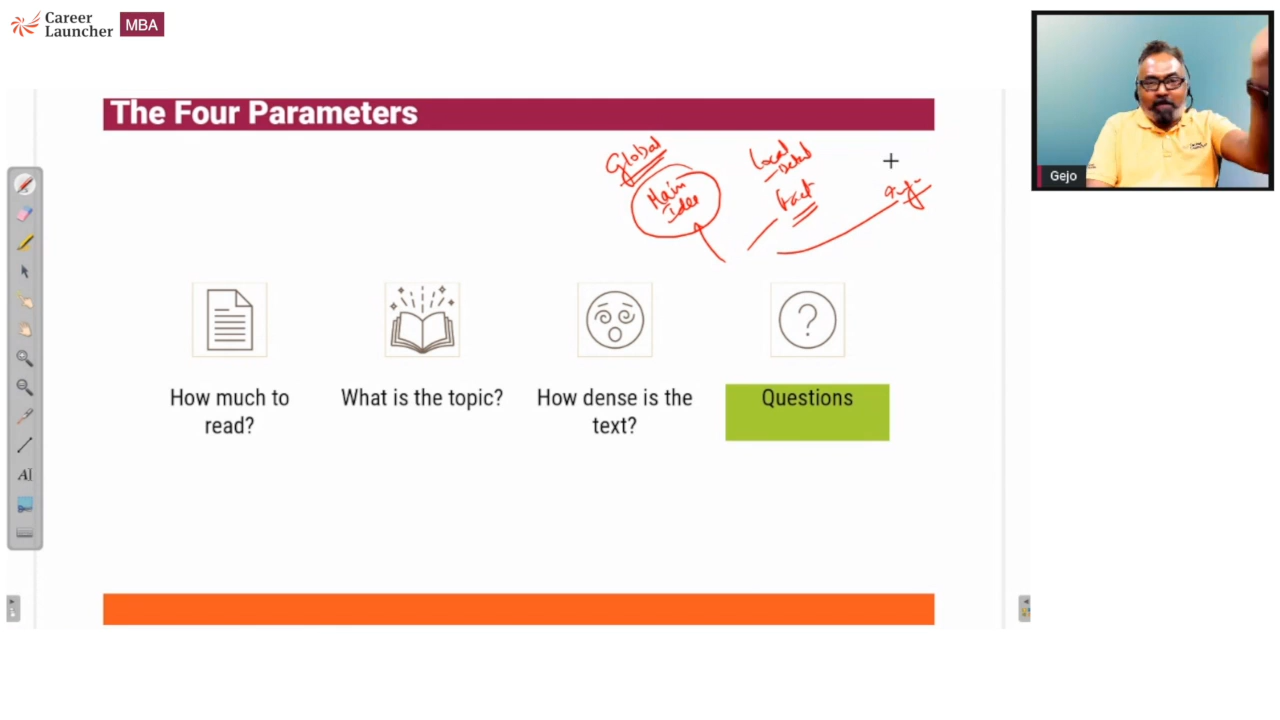 Career
Launcher
MBA
The Four Parameters
Global
Main
Idea
Local
Detail
Fact
How much to
read?
What is the topic?
How dense is the
text?
Questions
AI
Gejo